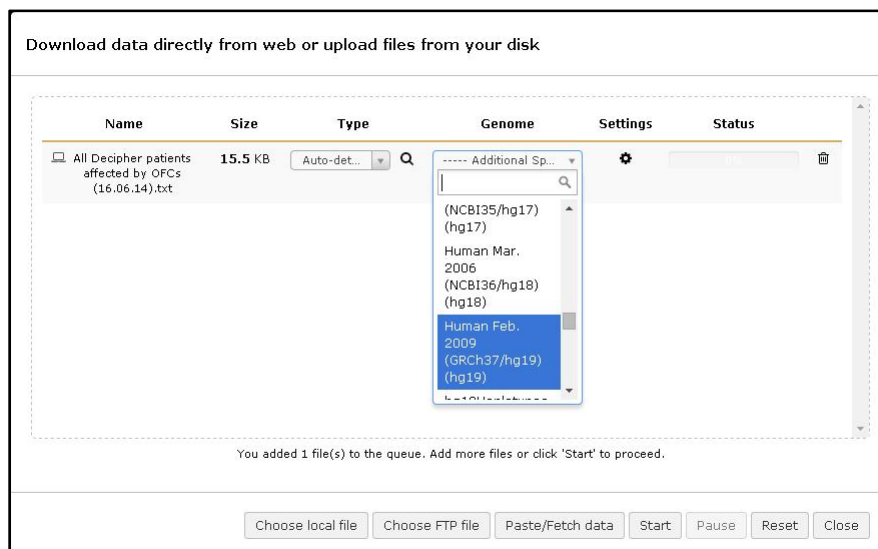 Download data directly from web or upload files from your disk
Name Size Type Genome Settings Status
All Decipher patients affected by OFCs (16.06.14).txt
15.5 KB
Auto-det...
----- Additional Sp...
(NCBI35/hg17)
(hg17)
Human Mar.
2006
(NCBI36/hg18)
(hg18)
Human Feb.
2009
(GRCh37/hg19)
(hg19)
You added 1 file(s) to the queue. Add more files or click 'Start' to proceed.
Choose local file Choose FTP file Paste/Fetch data Start Pause Reset Close